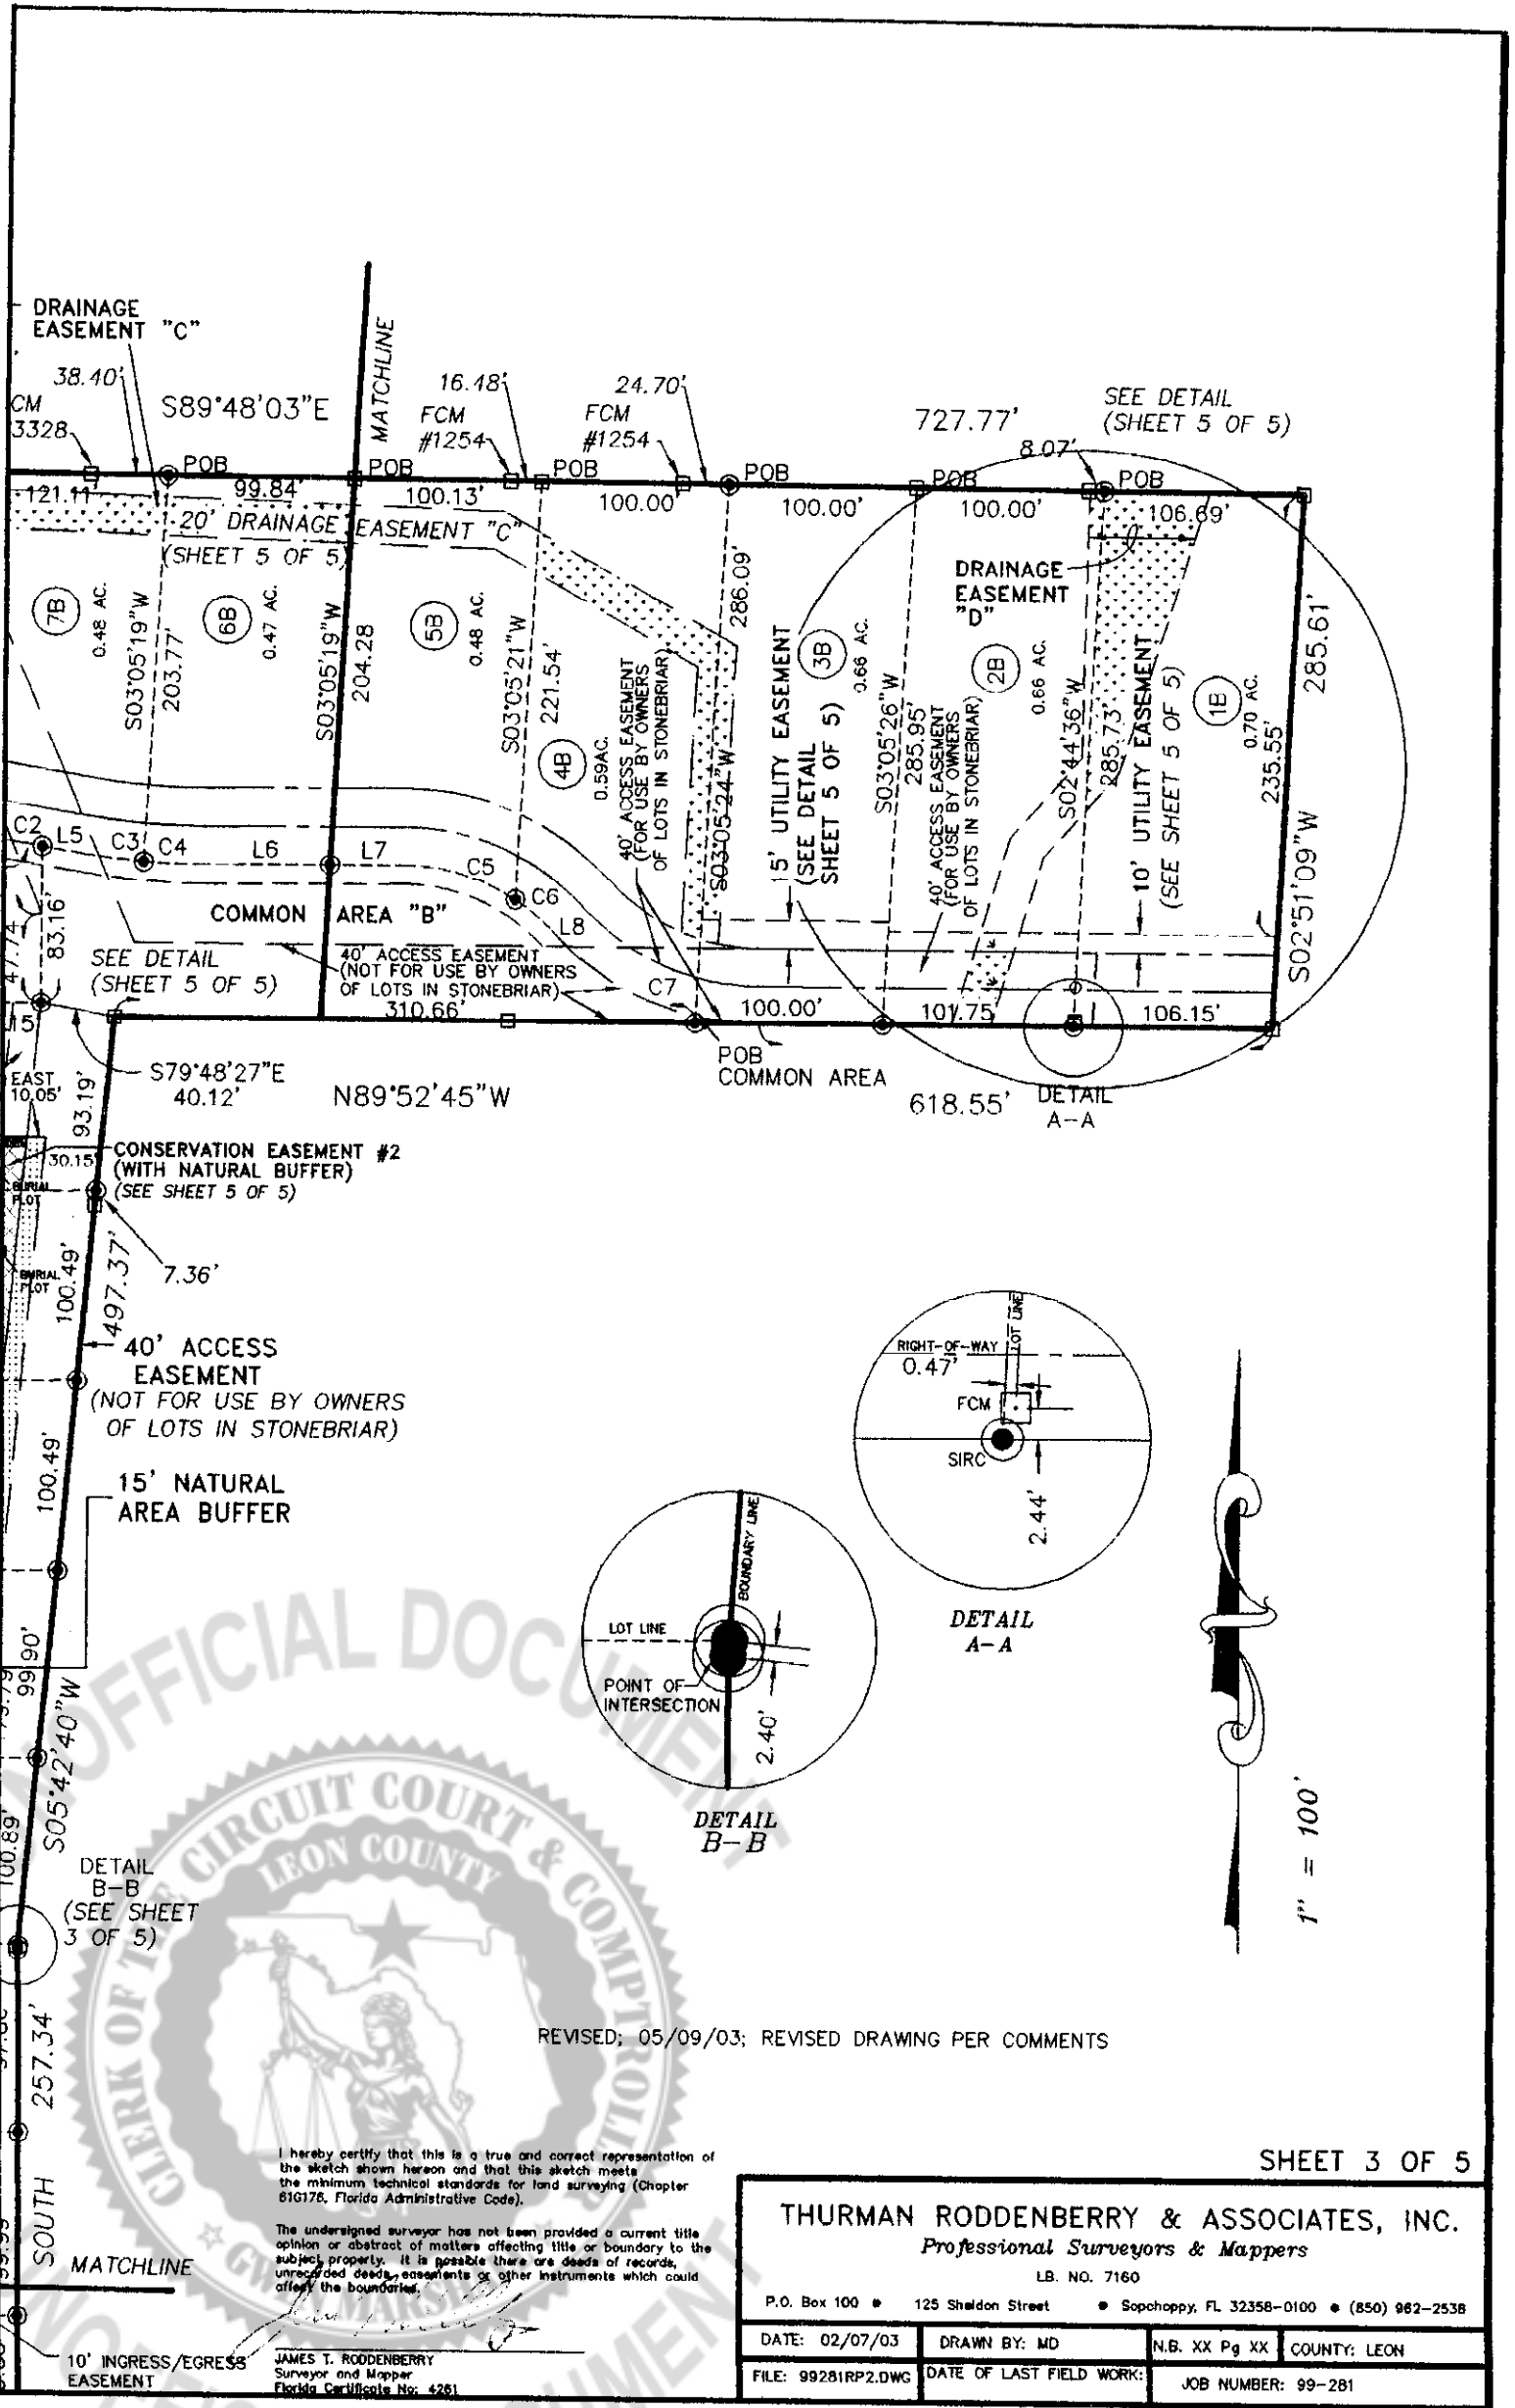 DRAINAGE
EASEMENT "C"
38.40'
CM
3328
S89°48'03"E
MATCHLINE
16.48'
FCM
#1254
24.70'
FCM
#1254
727.77'
SEE DETAIL
(SHEET 5 OF 5)
8.07'
POB
POB
POB
POB
POB
POB
121.11'
99.84'
100.13'
100.00'
100.00'
100.00'
106.69'
20' DRAINAGE EASEMENT "C"
(SHEET 5 OF 5)
DRAINAGE
EASEMENT
"D"
7B
0.48 AC.
S03°05'19"W
203.77'
6B
0.47 AC.
S03°05'19"W
204.28
5B
0.48 AC.
S03°05'21"W
221.54'
4B
0.59AC.
40' ACCESS EASEMENT
(FOR USE BY OWNERS
OF LOTS IN STONEBRIAR)
286.09'
S03°05'24"W
15' UTILITY EASEMENT
(SEE DETAIL
SHEET 5 OF 5)
3B
0.66 AC.
S03°05'26"W
285.95'
40' ACCESS EASEMENT
(FOR USE BY OWNERS
OF LOTS IN STONEBRIAR)
2B
0.66 AC.
S02°44'36"W
285.73'
10' UTILITY EASEMENT
(SEE SHEET 5 OF 5)
1B
0.70 AC.
235.55'
S02°51'09"W
285.61'
C2
L5
C3
C4
L6
L7
C5
C6
L8
C7
COMMON AREA "B"
47.74
83.16'
SEE DETAIL
(SHEET 5 OF 5)
40' ACCESS EASEMENT
(NOT FOR USE BY OWNERS
OF LOTS IN STONEBRIAR)
310.66'
100.00'
101.75'
106.15'
POB
COMMON AREA
618.55'
DETAIL
A-A
S79°48'27"E
40.12'
N89°52'45"W
EAST
10.05'
93.19'
30.15'
CONSERVATION EASEMENT #2
(WITH NATURAL BUFFER)
(SEE SHEET 5 OF 5)
BURIAL
PLOT
BURIAL
PLOT
7.36'
100.49'
497.37'
40' ACCESS
EASEMENT
(NOT FOR USE BY OWNERS
OF LOTS IN STONEBRIAR)
100.49'
15' NATURAL
AREA BUFFER
99.90'
S05°42'40"W
100.89'
RIGHT-OF-WAY
LOT LINE
0.47'
FCM
SIRC
2.44'
DETAIL
A-A
BOUNDARY LINE
LOT LINE
POINT OF
INTERSECTION
2.40'
DETAIL
B-B
1" = 100'
DETAIL
B-B
(SEE SHEET
3 OF 5)
257.34'
SOUTH
MATCHLINE
10' INGRESS/EGRESS
EASEMENT
UNOFFICIAL DOCUMENT
CLERK OF THE CIRCUIT COURT & COMPTROLLER
LEON COUNTY
GWEN MARSHALL
REVISED; 05/09/03; REVISED DRAWING PER COMMENTS
I hereby certify that this is a true and correct representation of
the sketch shown hereon and that this sketch meets
the minimum technical standards for land surveying (Chapter
61G176, Florida Administrative Code).
The undersigned surveyor has not been provided a current title
opinion or abstract of matters affecting title or boundary to the
subject property. It is possible there are deeds of records,
unrecorded deeds, easements or other instruments which could
affect the boundaries.
JAMES T. RODDENBERRY
Surveyor and Mapper
Florida Certificate No: 4261
SHEET 3 OF 5
THURMAN RODDENBERRY & ASSOCIATES, INC.
Professional Surveyors & Mappers
LB. NO. 7160
P.O. Box 100 • 125 Sheldon Street • Sopchoppy, FL 32358-0100 • (850) 962-2538
DATE: 02/07/03
DRAWN BY: MD
N.B. XX Pg XX
COUNTY: LEON
FILE: 99281RP2.DWG
DATE OF LAST FIELD WORK:
JOB NUMBER: 99-281